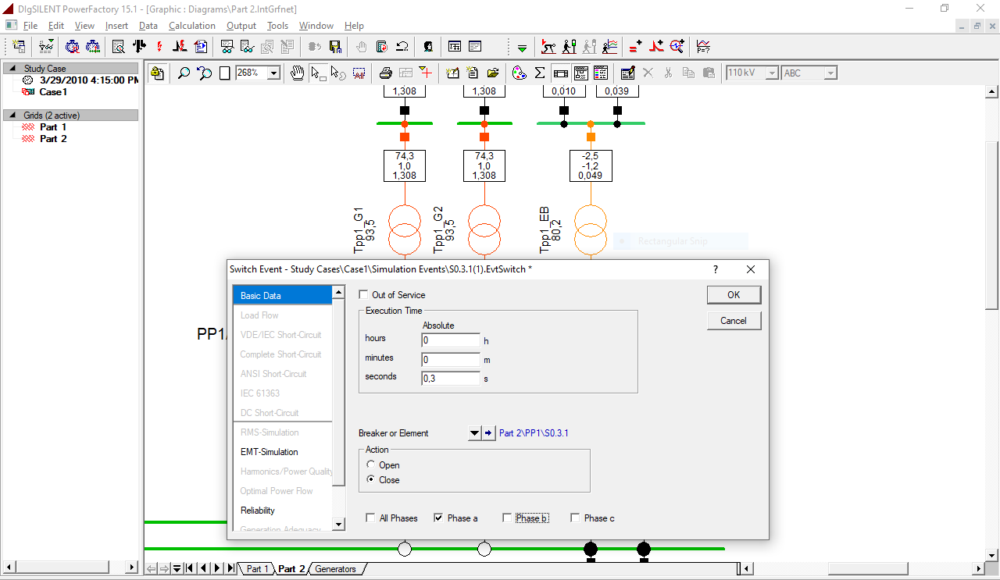 DIgSILENT PowerFactory 15.1 - [Graphic : Diagrams\Part 2.IntGrfnet]
File Edit View Insert Data Calculation Output Tools Window Help
268%
110 kV
ABC
Study Case
3/29/2010 4:15:00 PM
Case1
Grids (2 active)
Part 1
Part 2
1,308 1,308 0,010 0,039
74,3
1,0
1,308
74,3
1,0
1,308
-2,5
-1,2
0,049
Tpp1_G1
93,5
Tpp1_G2
93,5
Tpp1_EB
80,2
Rectangular Snip
PP1/
Switch Event - Study Cases\Case1\Simulation Events\S0.3.1(1).EvtSwitch *
?
Basic Data
Load Flow
VDE/IEC Short-Circuit
Complete Short-Circuit
ANSI Short-Circuit
IEC 61363
DC Short-Circuit
RMS-Simulation
EMT-Simulation
Harmonics/Power Quality
Optimal Power Flow
Reliability
Generation Adequacy
Out of Service
Execution Time
Absolute
hours 0 h
minutes 0 m
seconds 0,3 s
Breaker or Element Part 2\PP1\S0.3.1
Action
Open
Close
All Phases Phase a Phase b Phase c
OK
Cancel
Part 1 Part 2 Generators